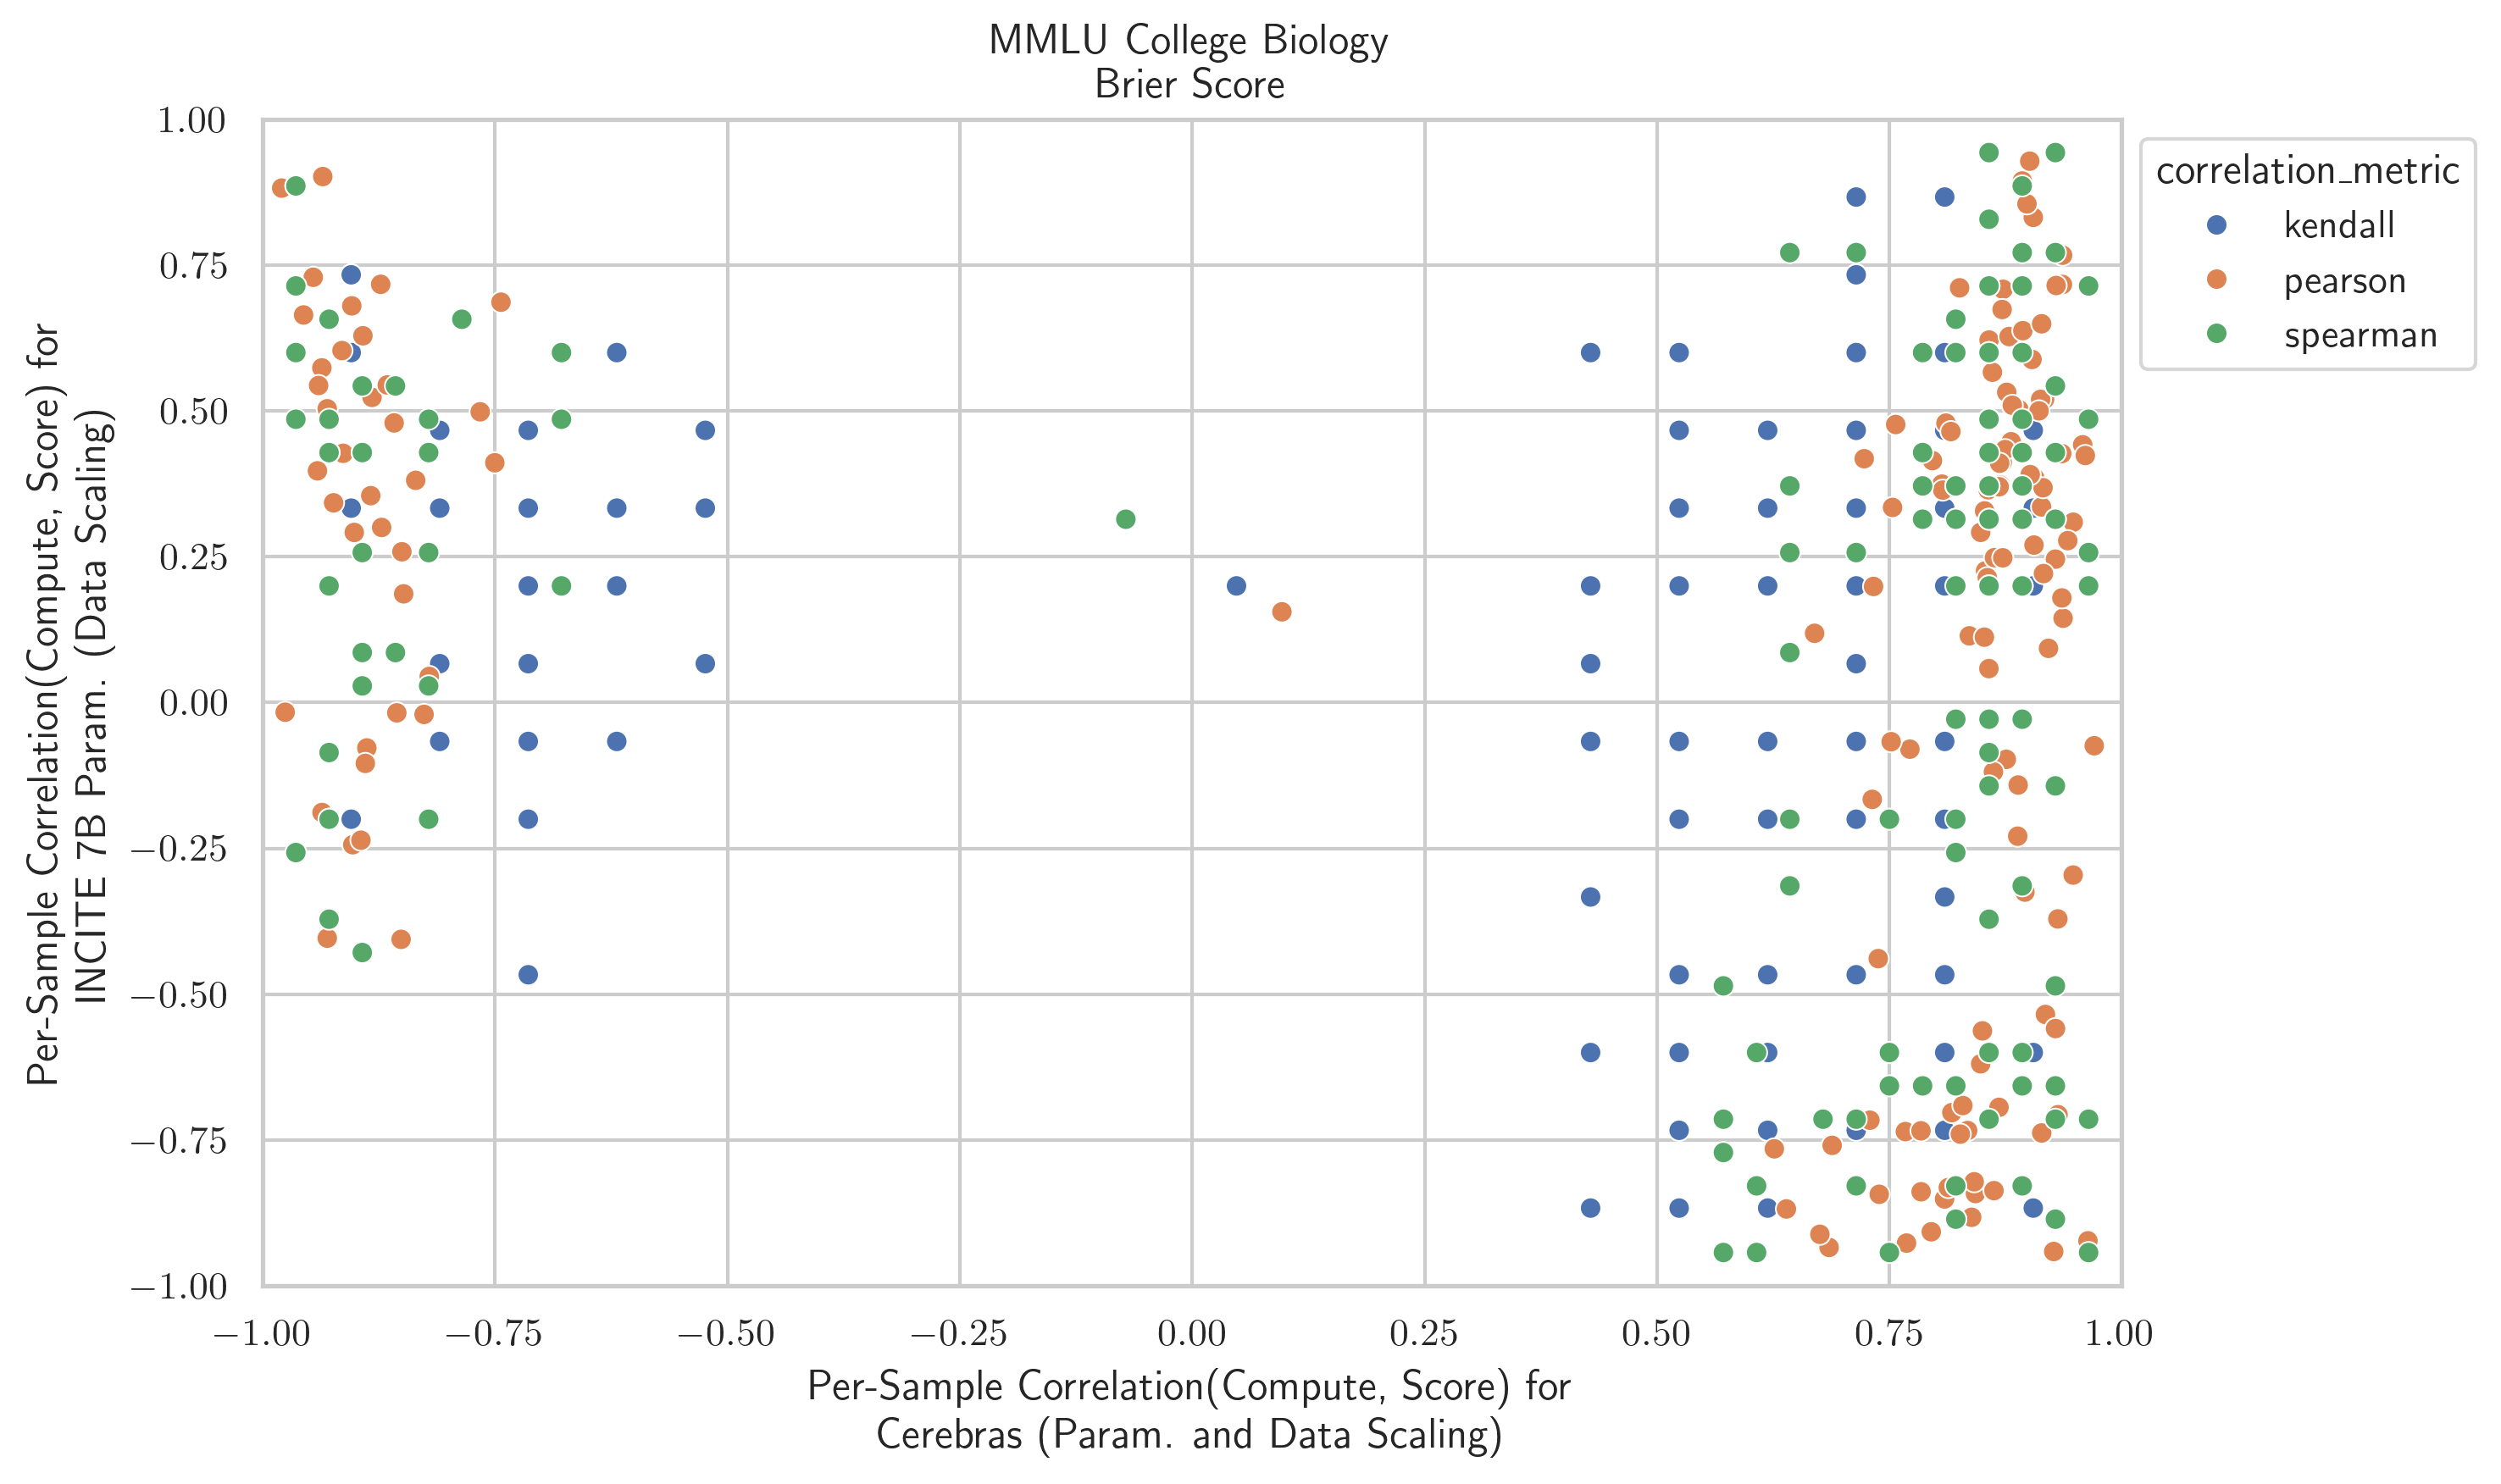 MMLU College Biology
Brier Score
Per-Sample Correlation(Compute, Score) for
INCITE 7B Param. (Data Scaling)
1.00
0.75
0.50
0.25
0.00
−0.25
−0.50
−0.75
−1.00
−1.00
−0.75
−0.50
−0.25
0.00
0.25
0.50
0.75
1.00
Per-Sample Correlation(Compute, Score) for
Cerebras (Param. and Data Scaling)
correlation_metric
kendall
pearson
spearman